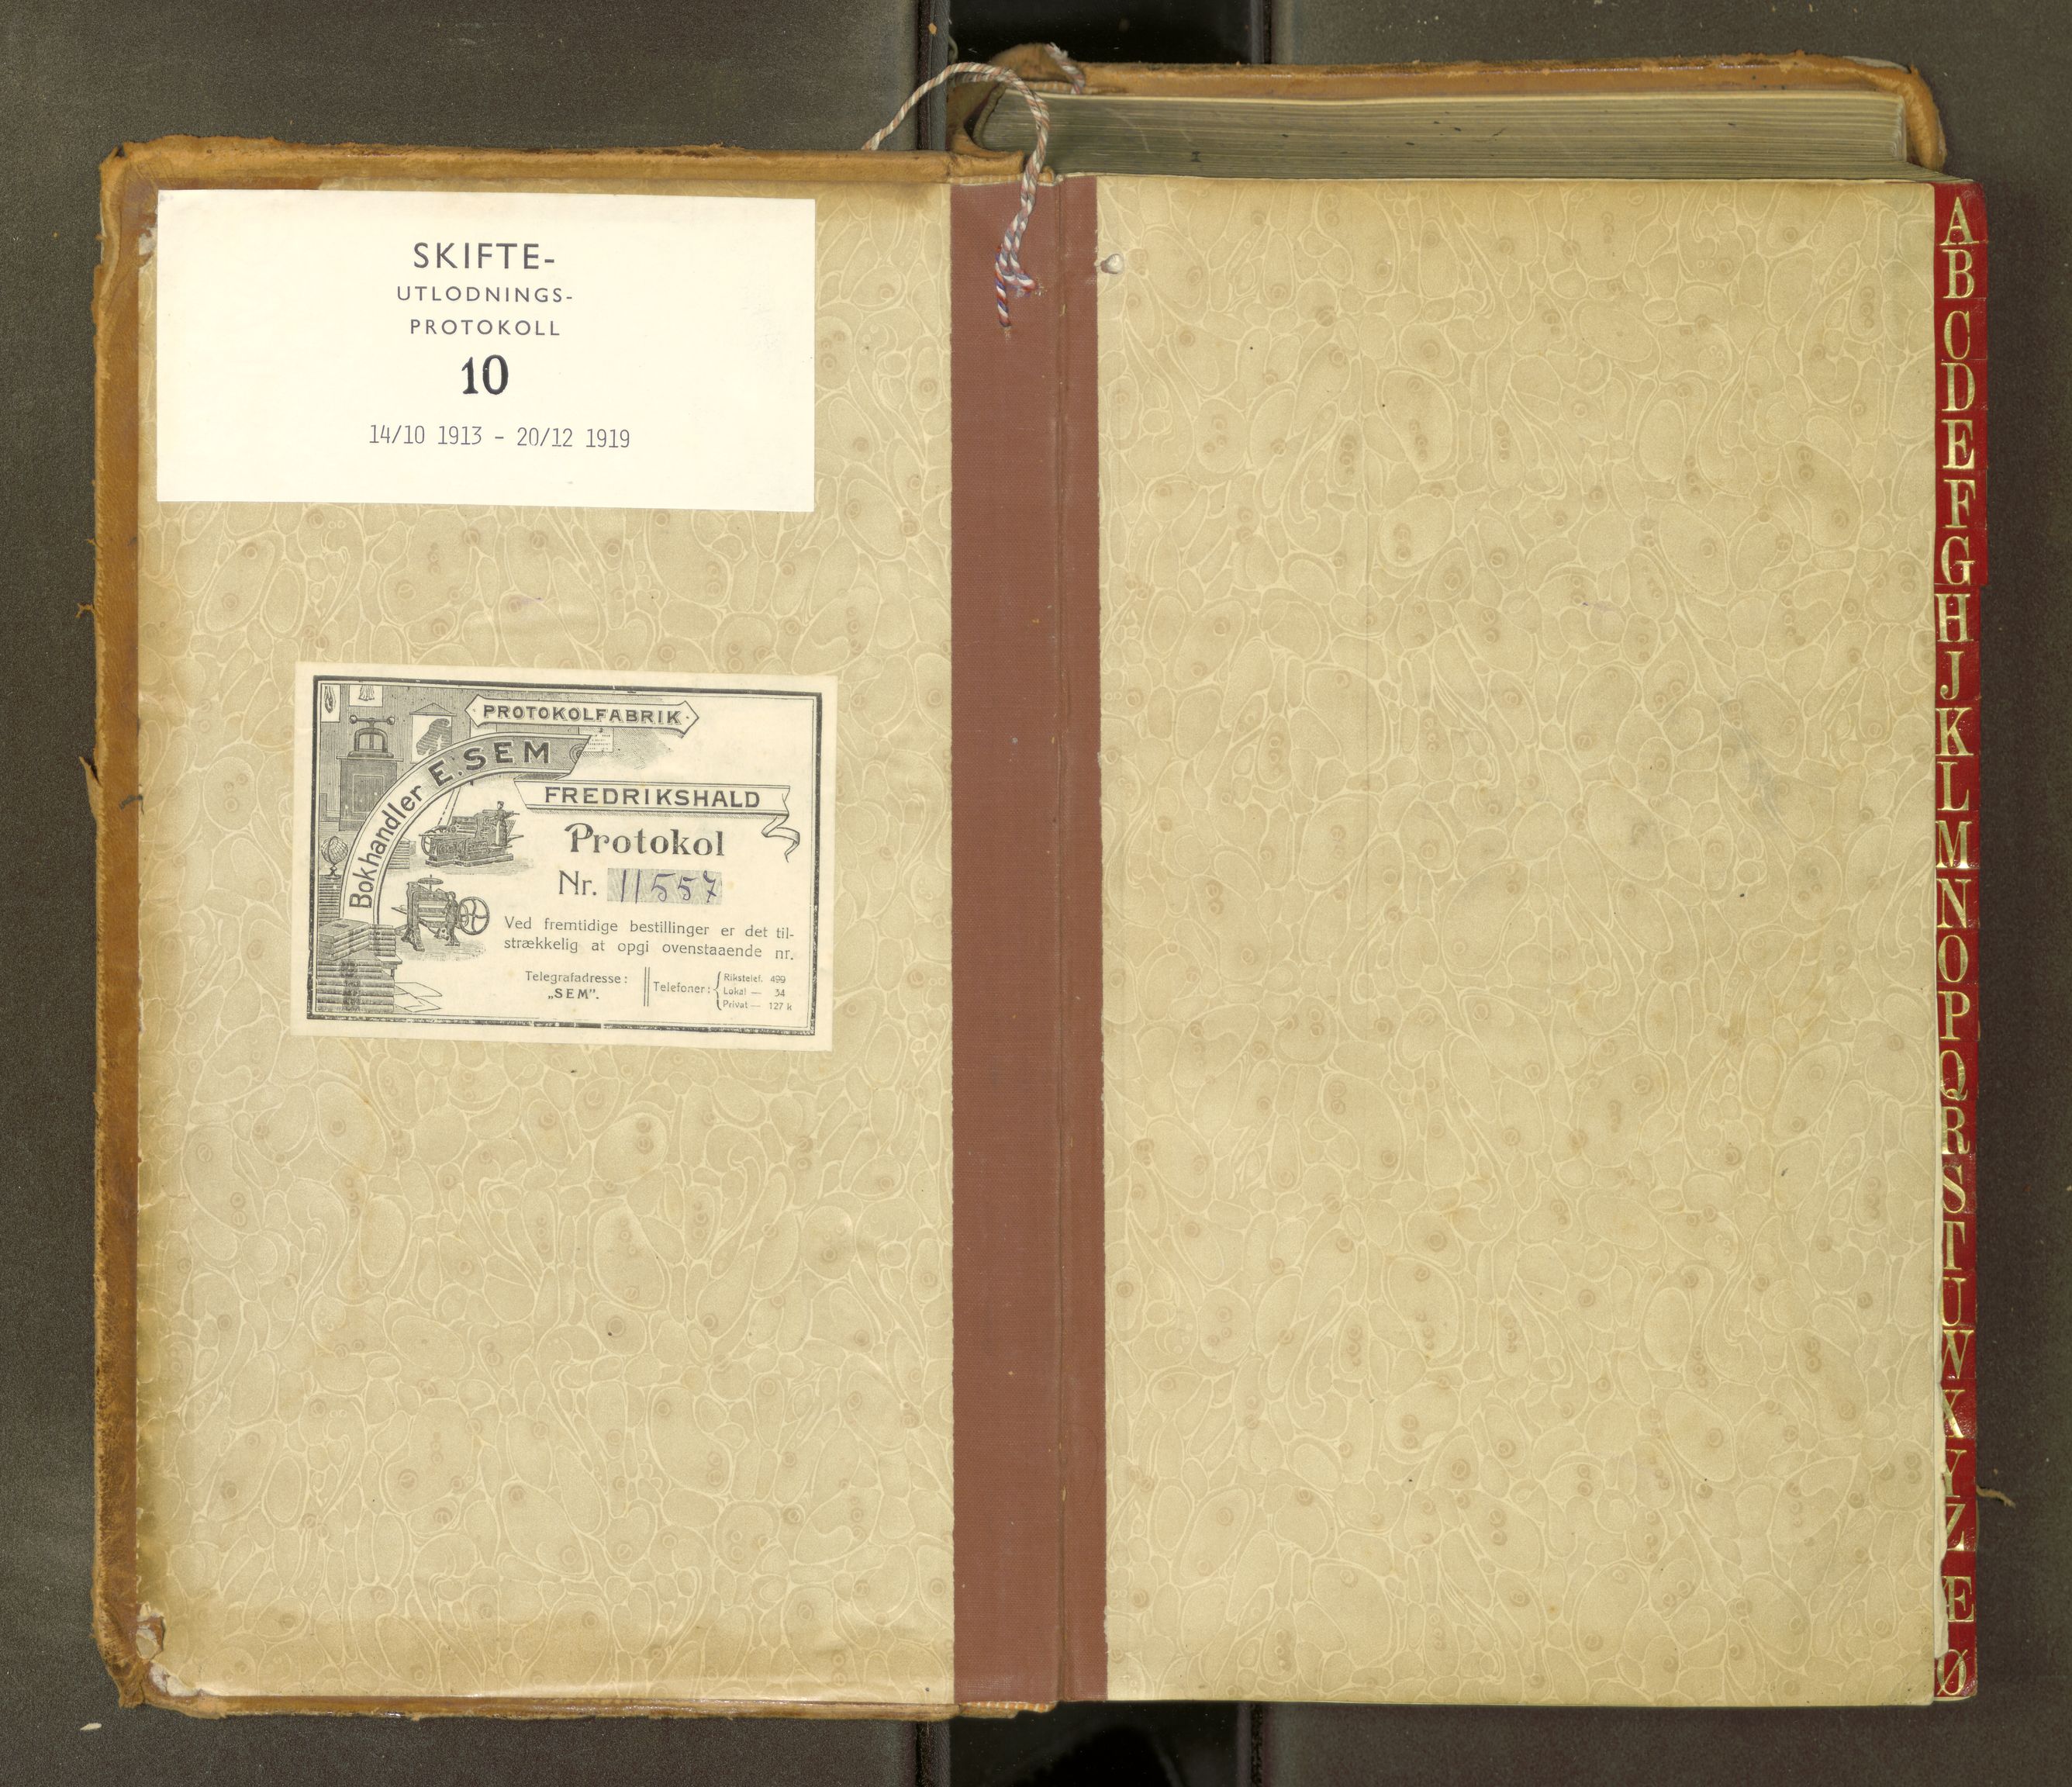 SKIFTE-
UTLODNINGS-
PROTOKOLL
10
14/10 1913 - 20/12 1919
PROTOKOLFABRIK
Bokhandler E. SEM
FREDRIKSHALD
Protokol
Nr. 11557
Ved fremtidige bestillinger er det til-
strækkelig at opgi ovenstaaende nr.
Telegrafadresse:
„SEM".
Telefoner:
Rikstelef. 499
Lokal — 34
Privat — 127 k
A
B
C
D
E
F
G
H
J
K
L
M
N
O
P
Q
R
S
T
U
W
X
Y
Z
Æ
Ø